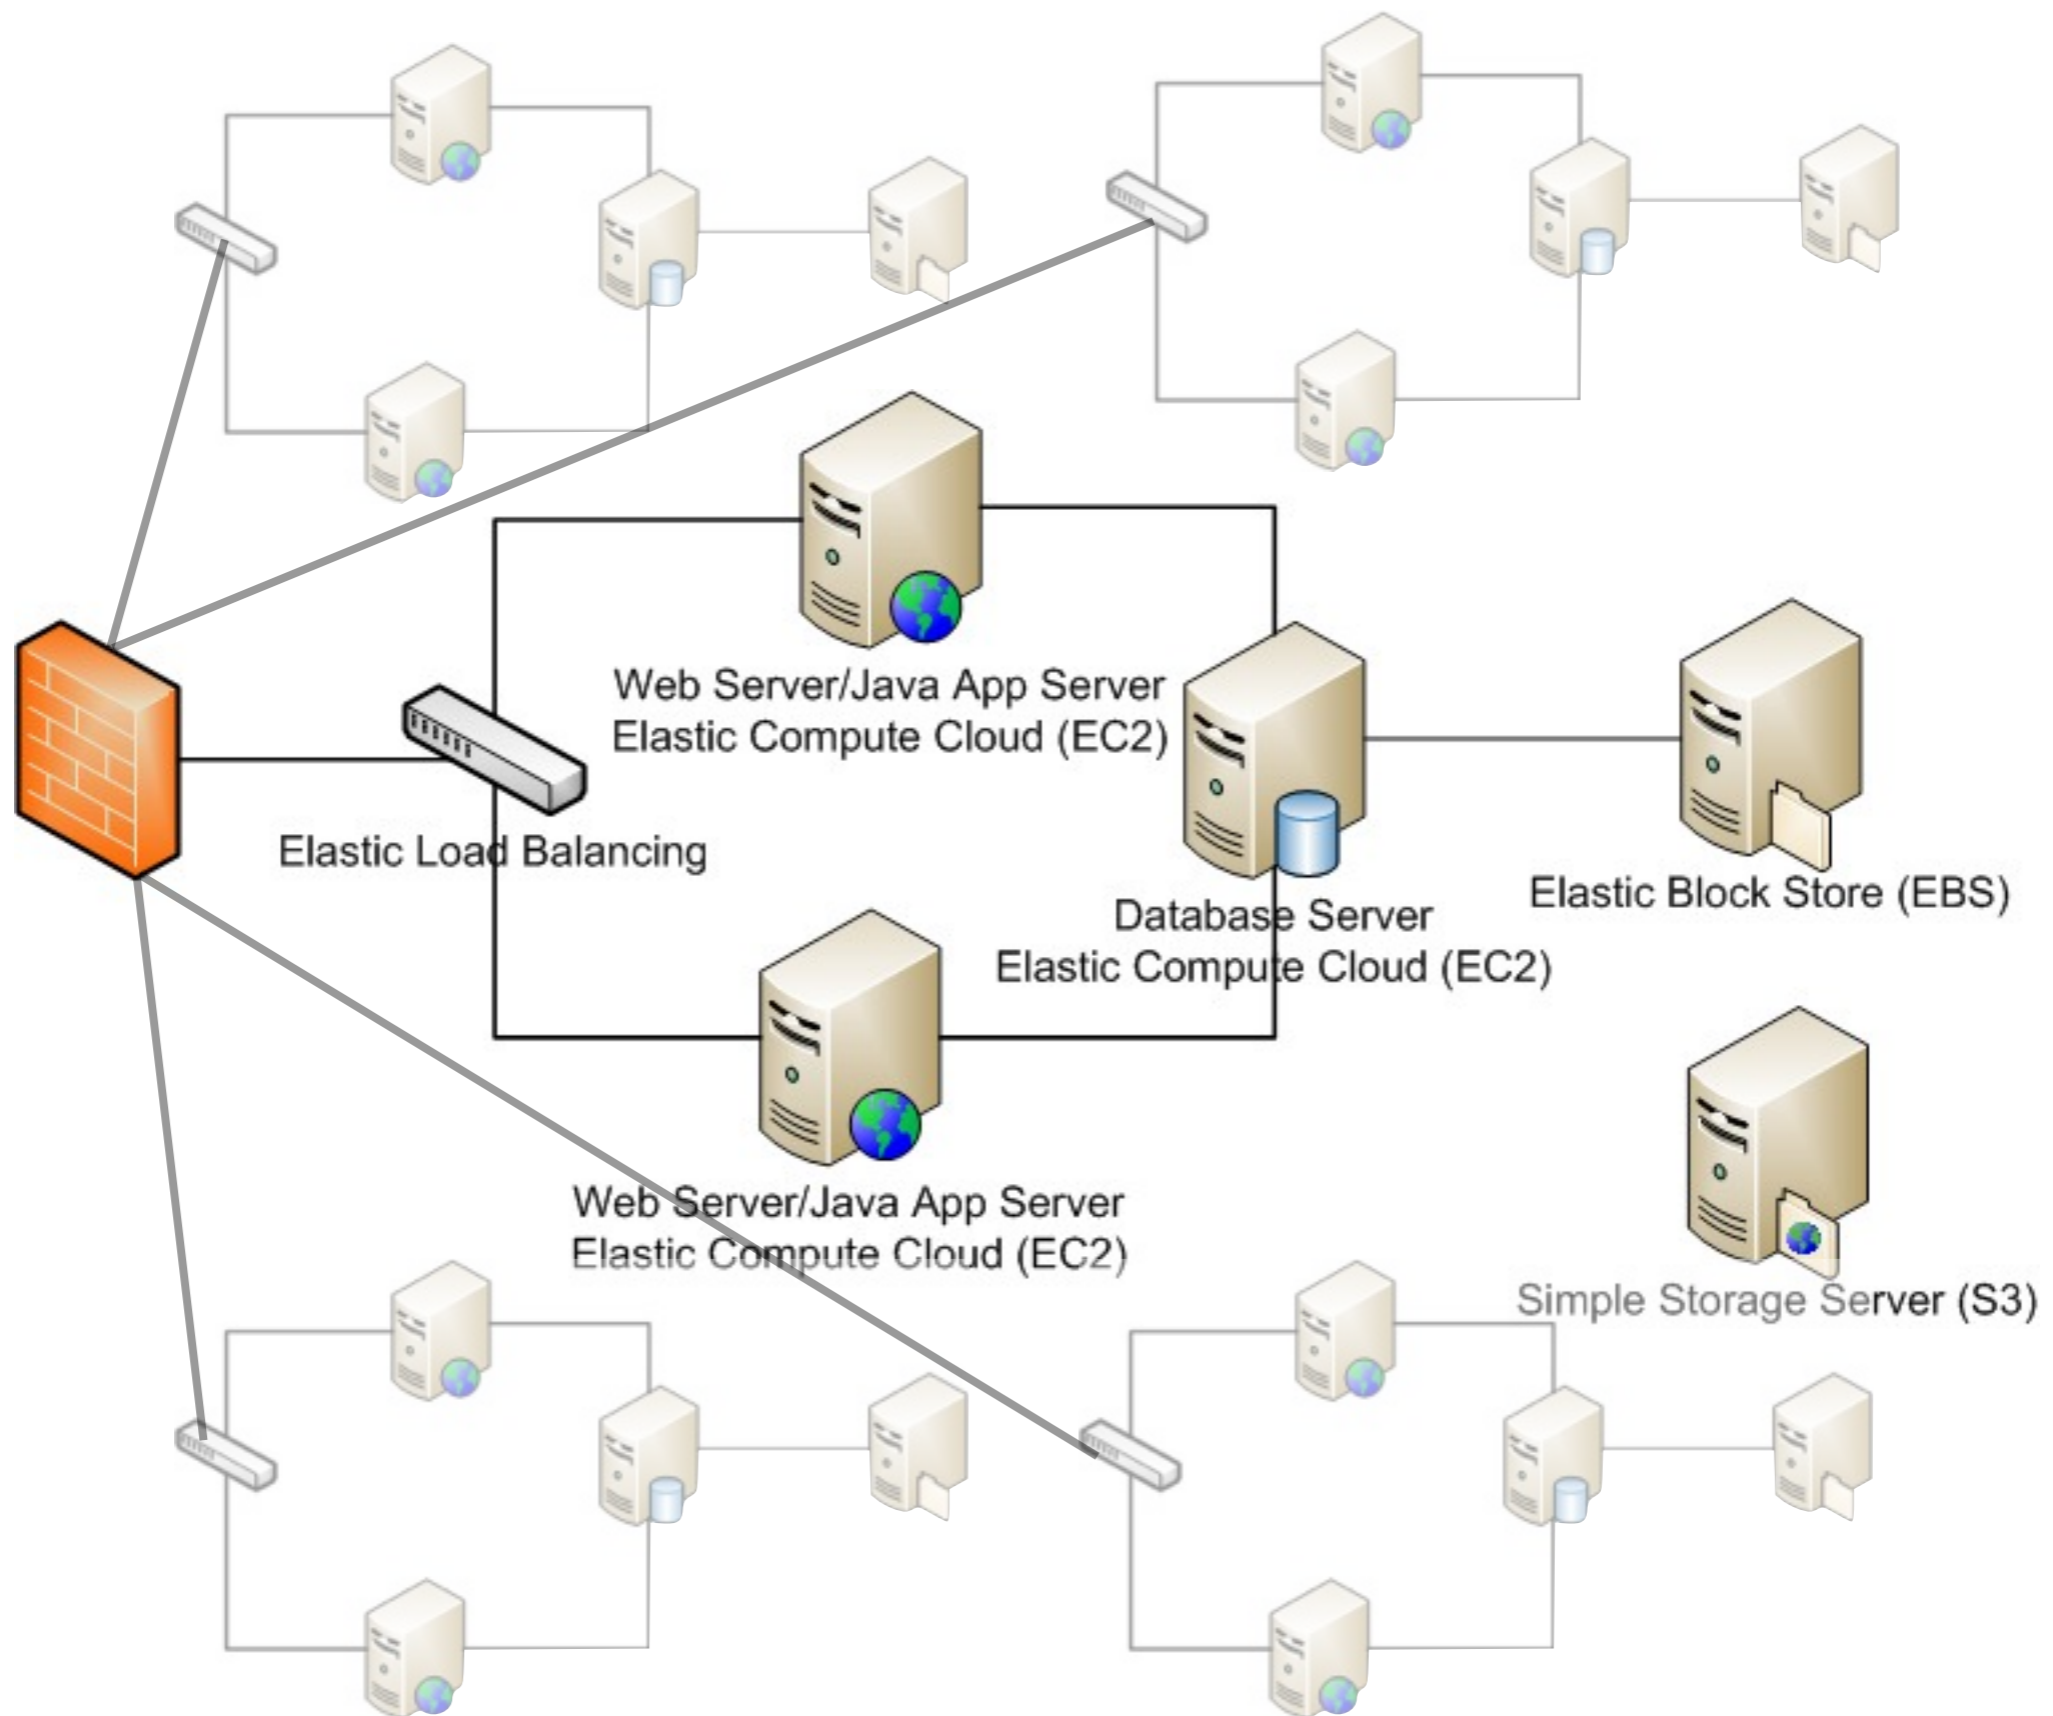 Web Server/Java App Server
Elastic Compute Cloud (EC2)
Elastic Load Balancing
Database Server
Elastic Compute Cloud (EC2)
Elastic Block Store (EBS)
Web Server/Java App Server
Elastic Compute Cloud (EC2)
Simple Storage Server (S3)